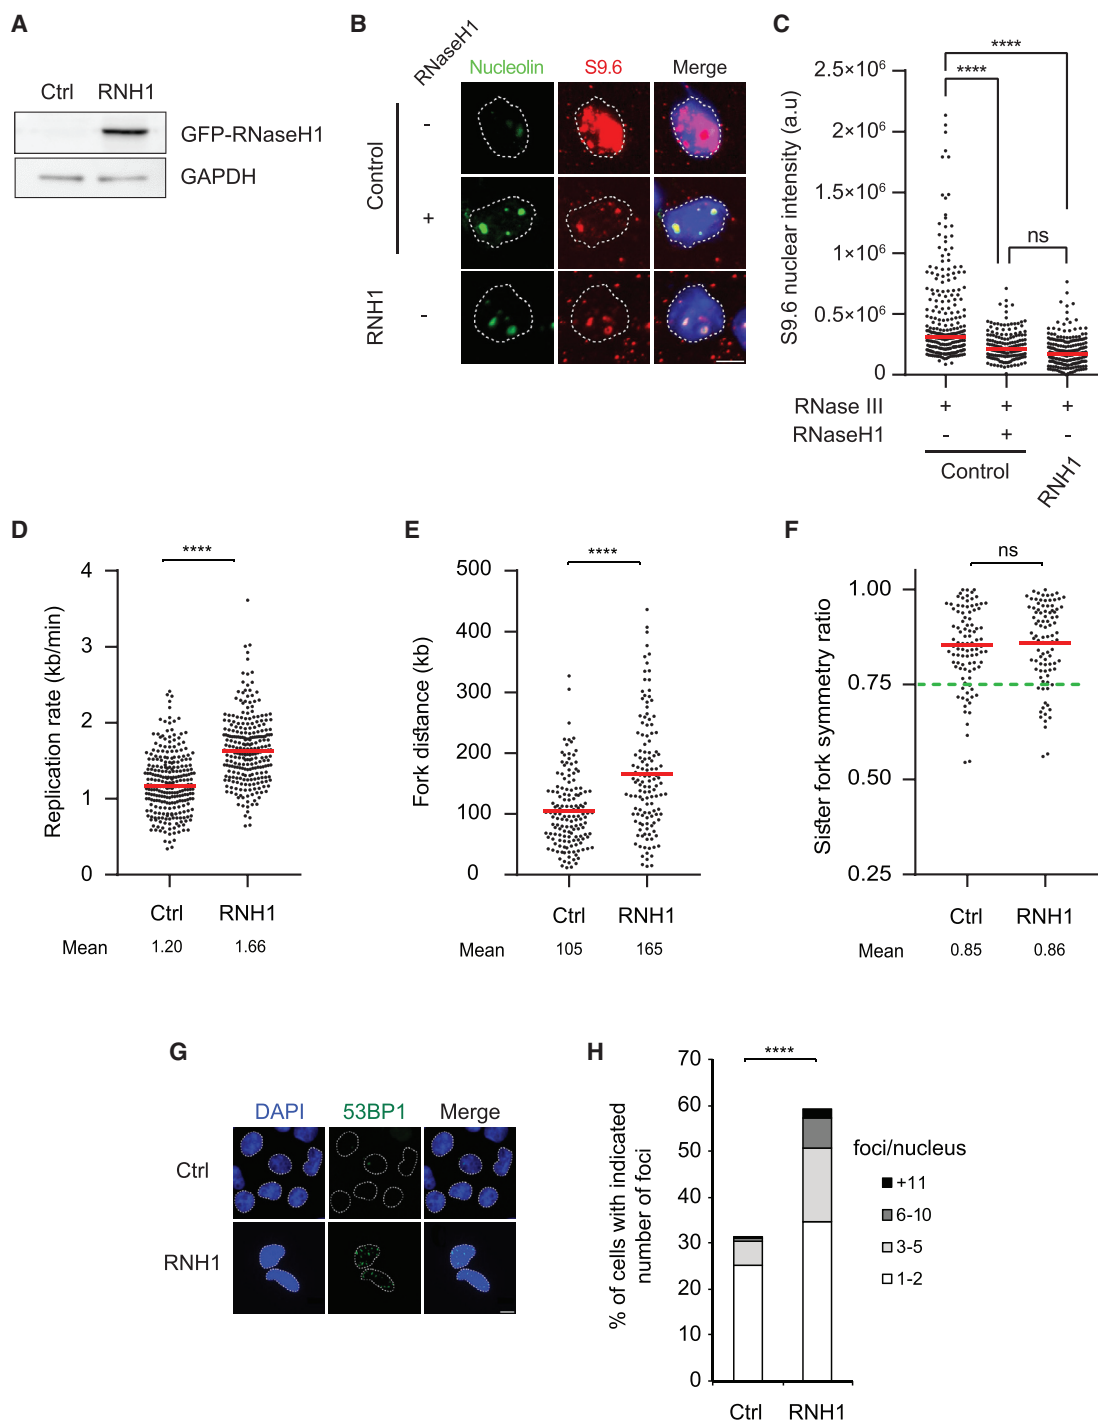 A
Ctrl RNH1
GFP-RNaseH1
GAPDH
B
RNaseH1
Nucleolin S9.6 Merge
Control
-
+
RNH1
-
C
****
****
ns
S9.6 nuclear intensity (a.u)
2.5×10⁶
2×10⁶
1.5×10⁶
1×10⁶
0.5×10⁶
0
RNase III + + +
RNaseH1 - + -
Control
RNH1
D
****
Replication rate (kb/min)
4
3
2
1
0
Ctrl RNH1
Mean 1.20 1.66
E
****
Fork distance (kb)
500
400
300
200
100
0
Ctrl RNH1
Mean 105 165
F
ns
Sister fork symmetry ratio
1.00
0.75
0.50
0.25
Ctrl RNH1
Mean 0.85 0.86
G
DAPI 53BP1 Merge
Ctrl
RNH1
H
****
% of cells with indicated
number of foci
70
60
50
40
30
20
10
0
Ctrl RNH1
foci/nucleus
+11
6-10
3-5
1-2